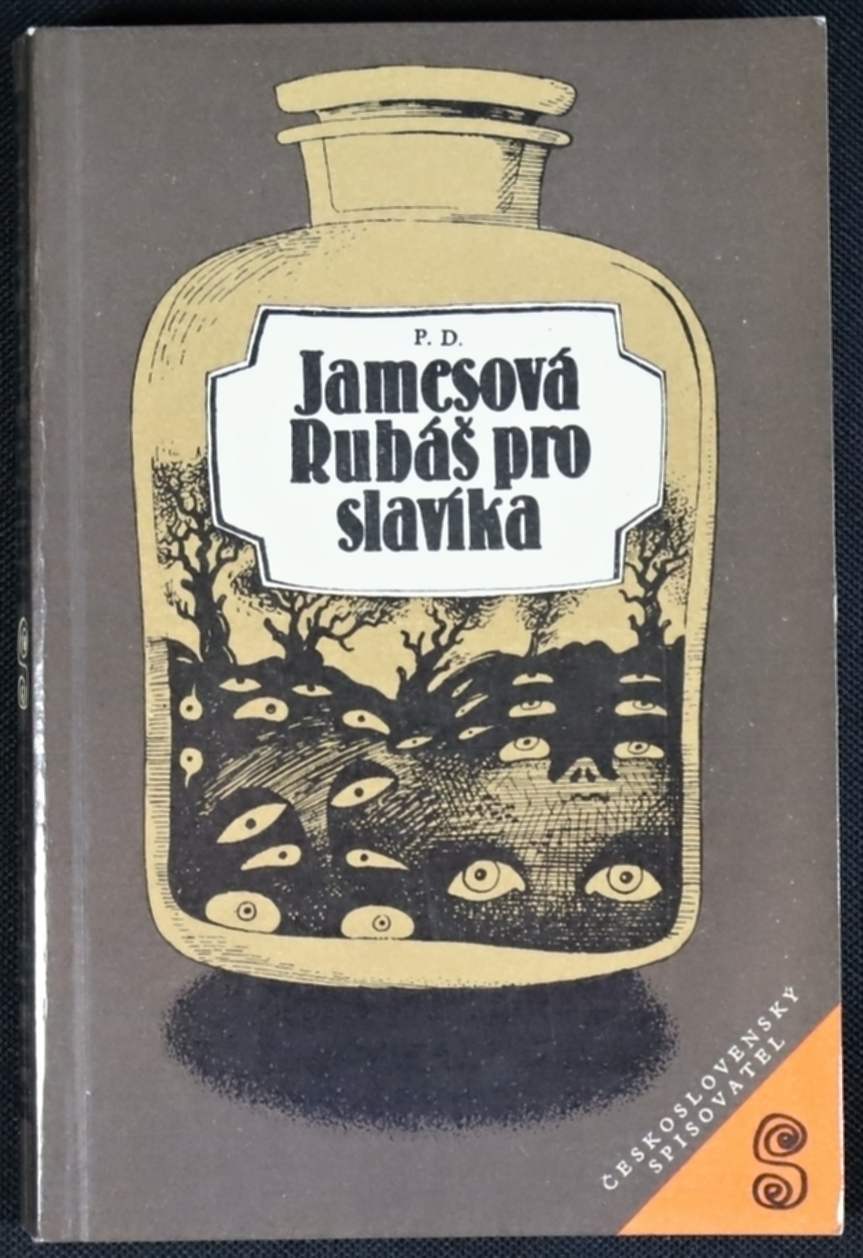 P. D.
Jamesová
Rubáš pro
slavíka
ČESKOSLOVENSKÝ
SPISOVATEL